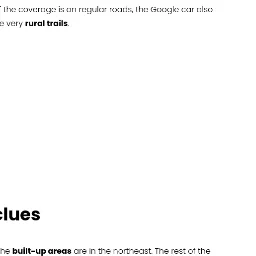 the coverage is on regular roads, the Google car also
very rural trails.
clues
built-up areas are in the northeast. The rest of the